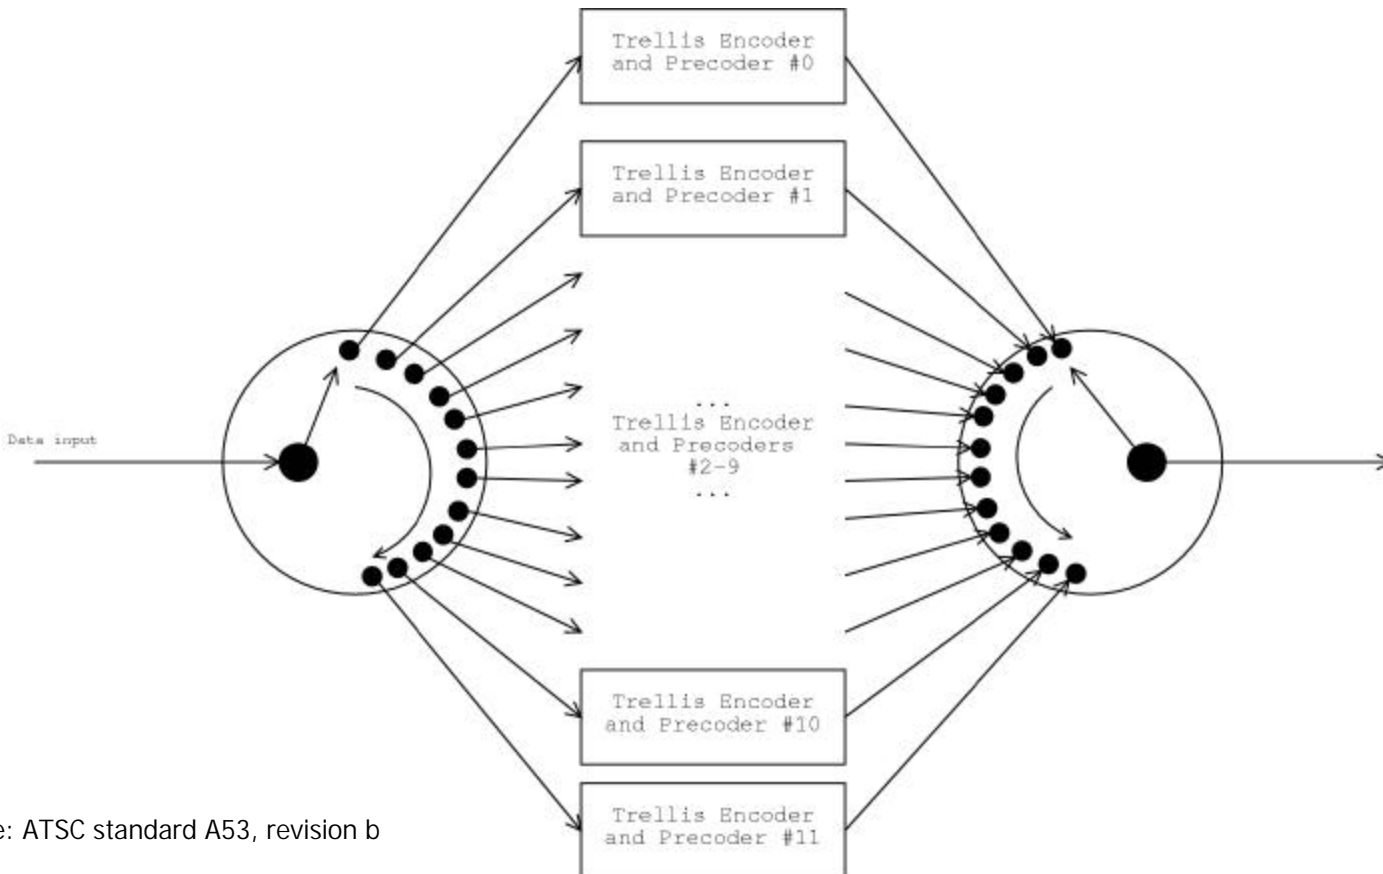 Trellis Encoder
and Precoder #0
Trellis Encoder
and Precoder #1
Data input
...
Trellis Encoder
and Precoders
#2-9
...
Trellis Encoder
and Precoder #10
Trellis Encoder
and Precoder #11
e: ATSC standard A53, revision b